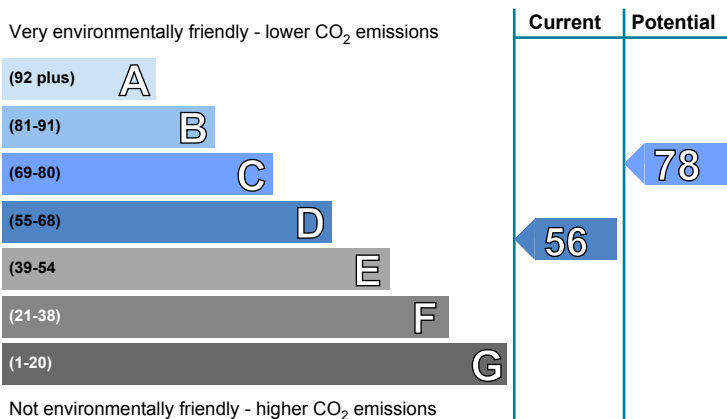 Very environmentally friendly - lower CO2 emissions
Current
Potential
(92 plus) A
(81-91) B
(69-80) C
78
(55-68) D
56
(39-54 E
(21-38) F
(1-20) G
Not environmentally friendly - higher CO2 emissions